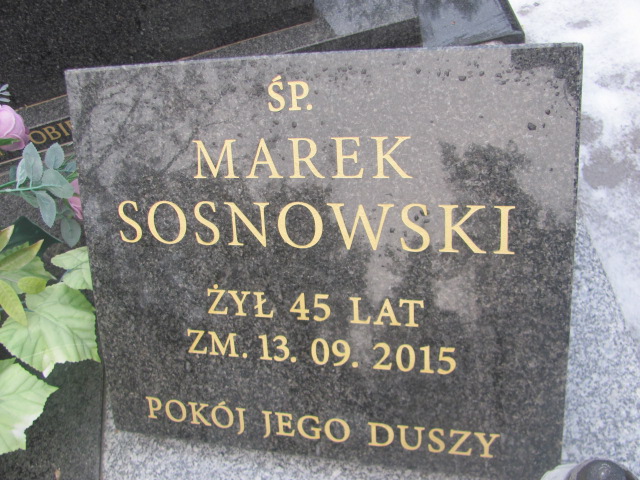 ŚP.
MAREK
SOSNOWSKI
ŻYŁ 45 LAT
ZM. 13. 09. 2015
POKÓJ JEGO DUSZY